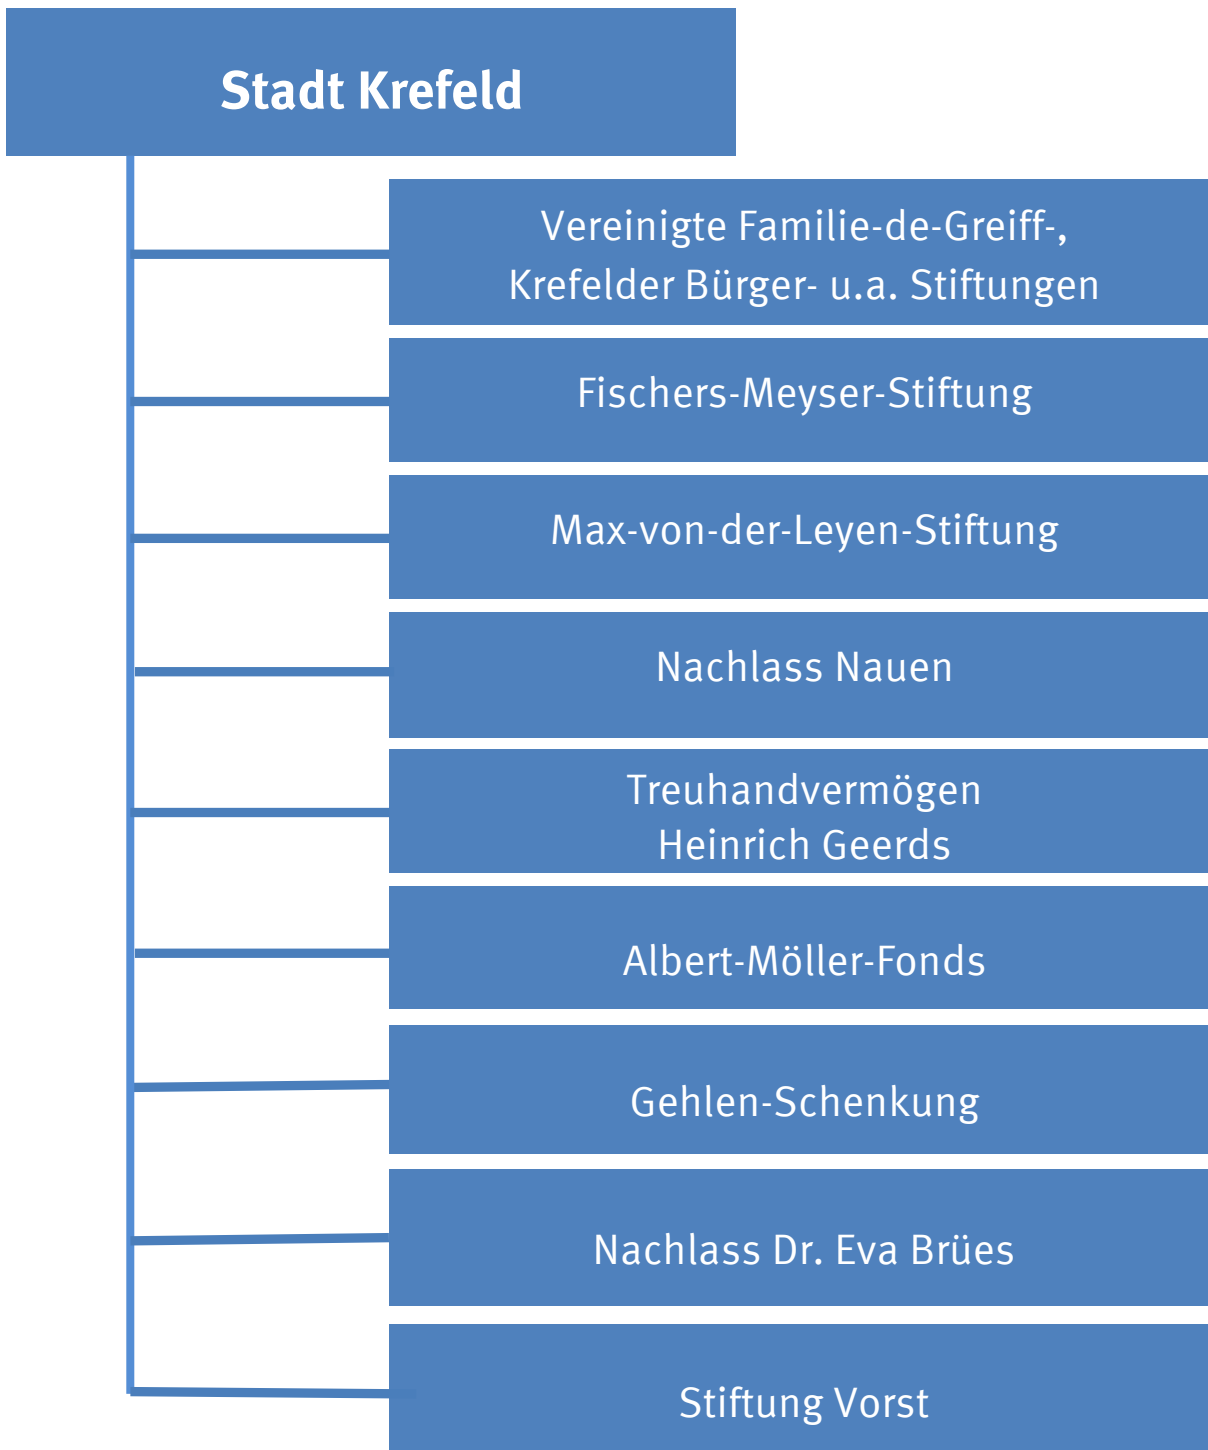 Stadt Krefeld
Vereinigte Familie-de-Greiff-,
Krefelder Bürger- u.a. Stiftungen
Fischers-Meyser-Stiftung
Max-von-der-Leyen-Stiftung
Nachlass Nauen
Treuhandvermögen
Heinrich Geerds
Albert-Möller-Fonds
Gehlen-Schenkung
Nachlass Dr. Eva Brües
Stiftung Vorst